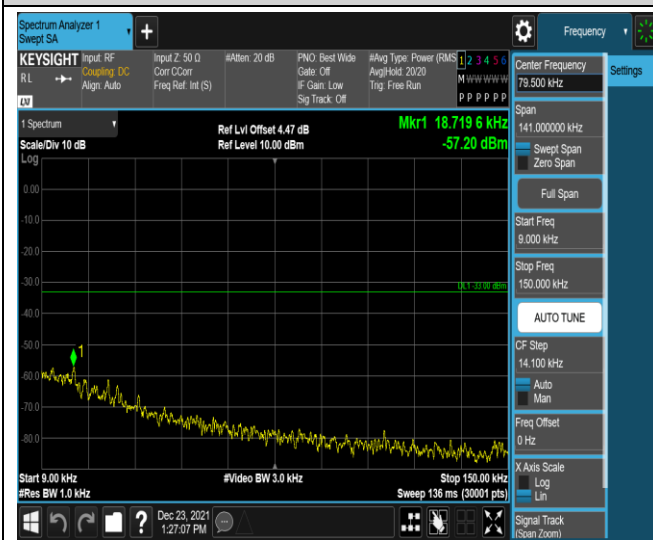 Spectrum Analyzer 1
Swept SA
Frequency
KEYSIGHT
RL
LXI
Input: RF
Coupling: DC
Align: Auto
Input Z: 50 Ω
Corr CCorr
Freq Ref: Int (S)
#Atten: 20 dB
PNO: Best Wide
Gate: Off
IF Gain: Low
Sig Track: Off
#Avg Type: Power (RMS
Avg|Hold: 20/20
Trig: Free Run
1 2 3 4 5 6
M W W W W W
P P P P P P
1 Spectrum
Scale/Div 10 dB
Ref Lvl Offset 4.47 dB
Ref Level 10.00 dBm
Mkr1 18.719 6 kHz
-57.20 dBm
Log
0.00
-10.0
-20.0
-30.0
DL1 -33.00 dBm
-40.0
-50.0
1
-60.0
-70.0
-80.0
Start 9.00 kHz
#Res BW 1.0 kHz
#Video BW 3.0 kHz
Stop 150.00 kHz
Sweep 136 ms (30001 pts)
?
Dec 23, 2021
1:27:07 PM
Center Frequency
79.500 kHz
Settings
Span
141.000000 kHz
Swept Span
Zero Span
Full Span
Start Freq
9.000 kHz
Stop Freq
150.000 kHz
AUTO TUNE
CF Step
14.100 kHz
Auto
Man
Freq Offset
0 Hz
X Axis Scale
Log
Lin
Signal Track
(Span Zoom)